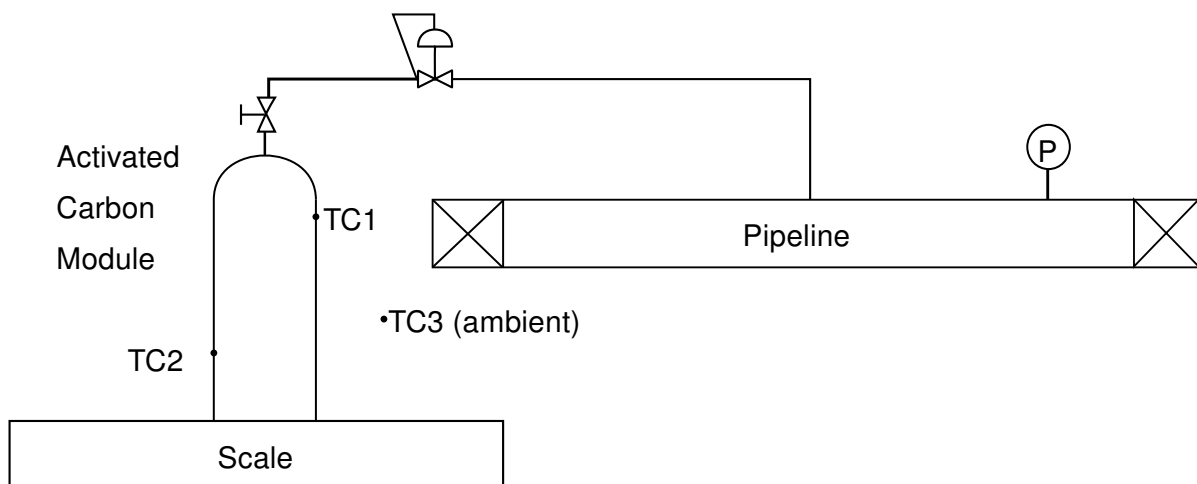 P
Activated
Carbon
Module
TC1
Pipeline
TC3 (ambient)
TC2
Scale